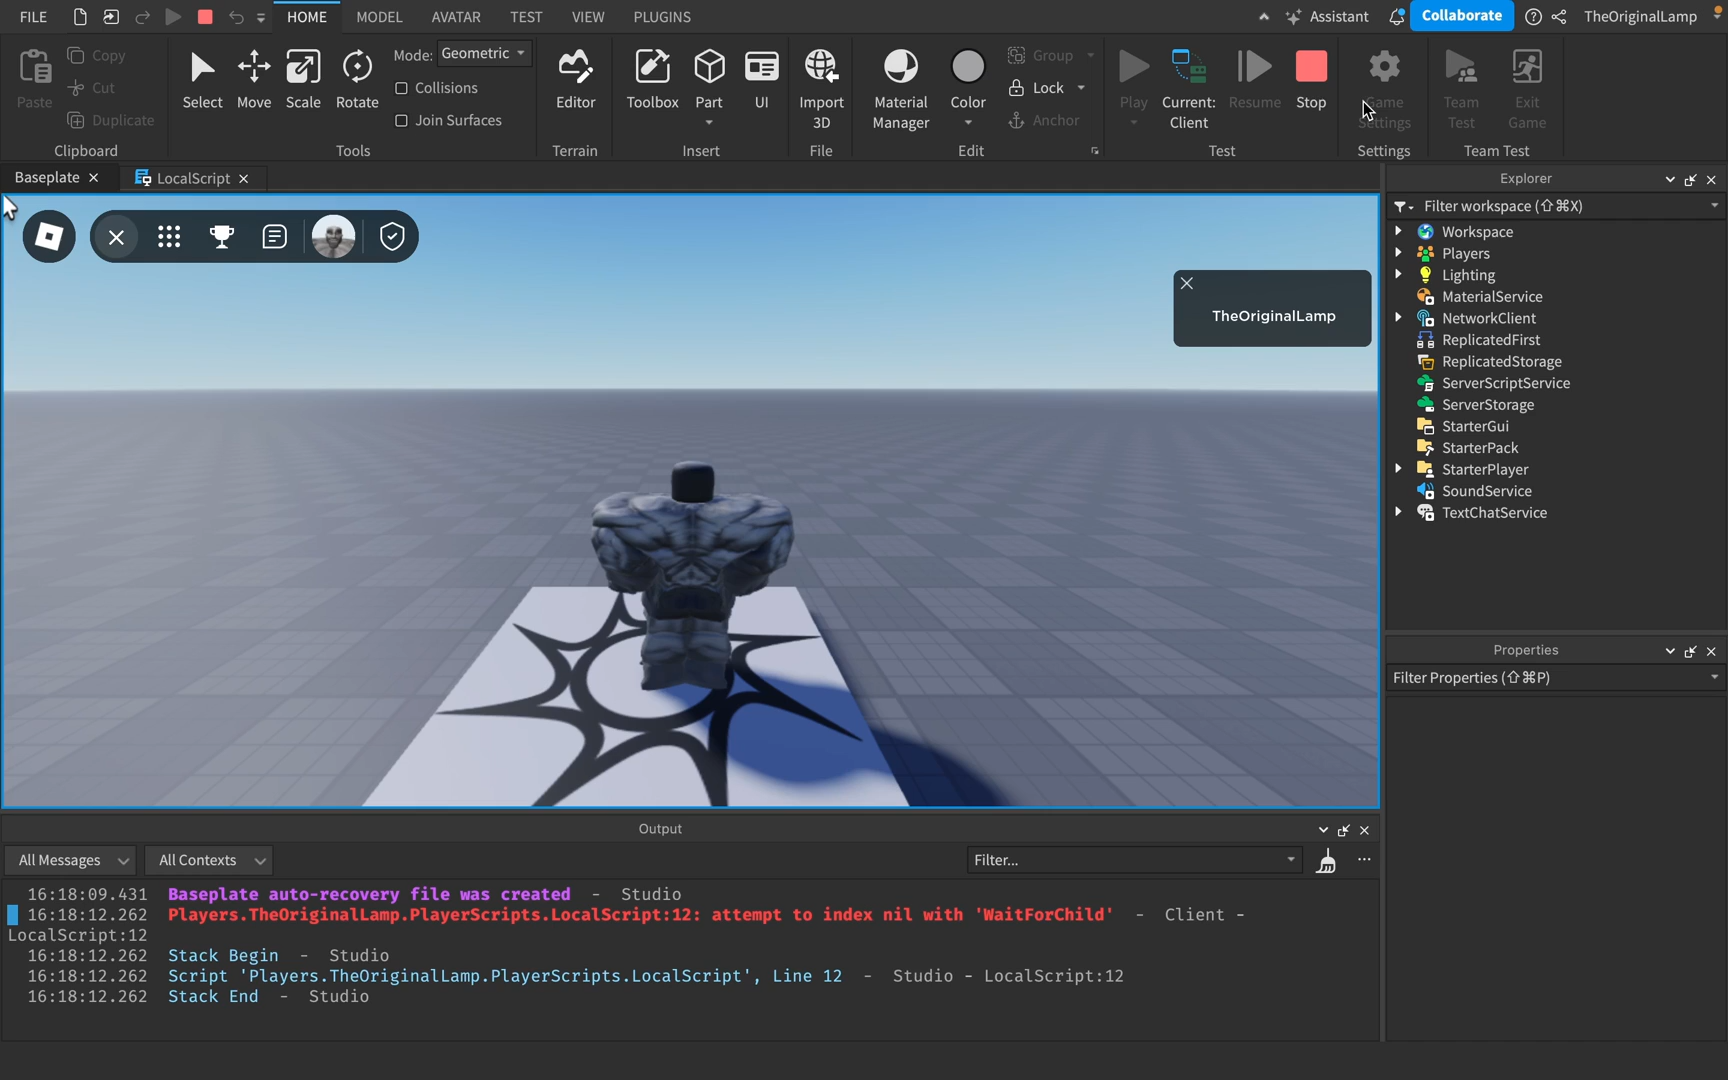 FILE HOME MODEL AVATAR TEST VIEW PLUGINS Assistant Collaborate TheOriginalLamp
Paste Copy Cut Duplicate
Clipboard
Select Move Scale Rotate
Mode: Geometric
Collisions
Join Surfaces
Tools
Editor
Terrain
Toolbox Part UI
Insert
Import 3D
File
Material Manager Color
Group
Lock
Anchor
Edit
Play Current: Client Resume Stop
Test
Game Settings
Settings
Team Test Exit Game
Team Test
Baseplate LocalScript
TheOriginalLamp
Explorer
Filter workspace (⇧⌘X)
Workspace
Players
Lighting
MaterialService
NetworkClient
ReplicatedFirst
ReplicatedStorage
ServerScriptService
ServerStorage
StarterGui
StarterPack
StarterPlayer
SoundService
TextChatService
Properties
Filter Properties (⇧⌘P)
Output
All Messages All Contexts Filter...
16:18:09.431 Baseplate auto-recovery file was created - Studio
16:18:12.262 Players.TheOriginalLamp.PlayerScripts.LocalScript:12: attempt to index nil with 'WaitForChild' - Client -
LocalScript:12
16:18:12.262 Stack Begin - Studio
16:18:12.262 Script 'Players.TheOriginalLamp.PlayerScripts.LocalScript', Line 12 - Studio - LocalScript:12
16:18:12.262 Stack End - Studio